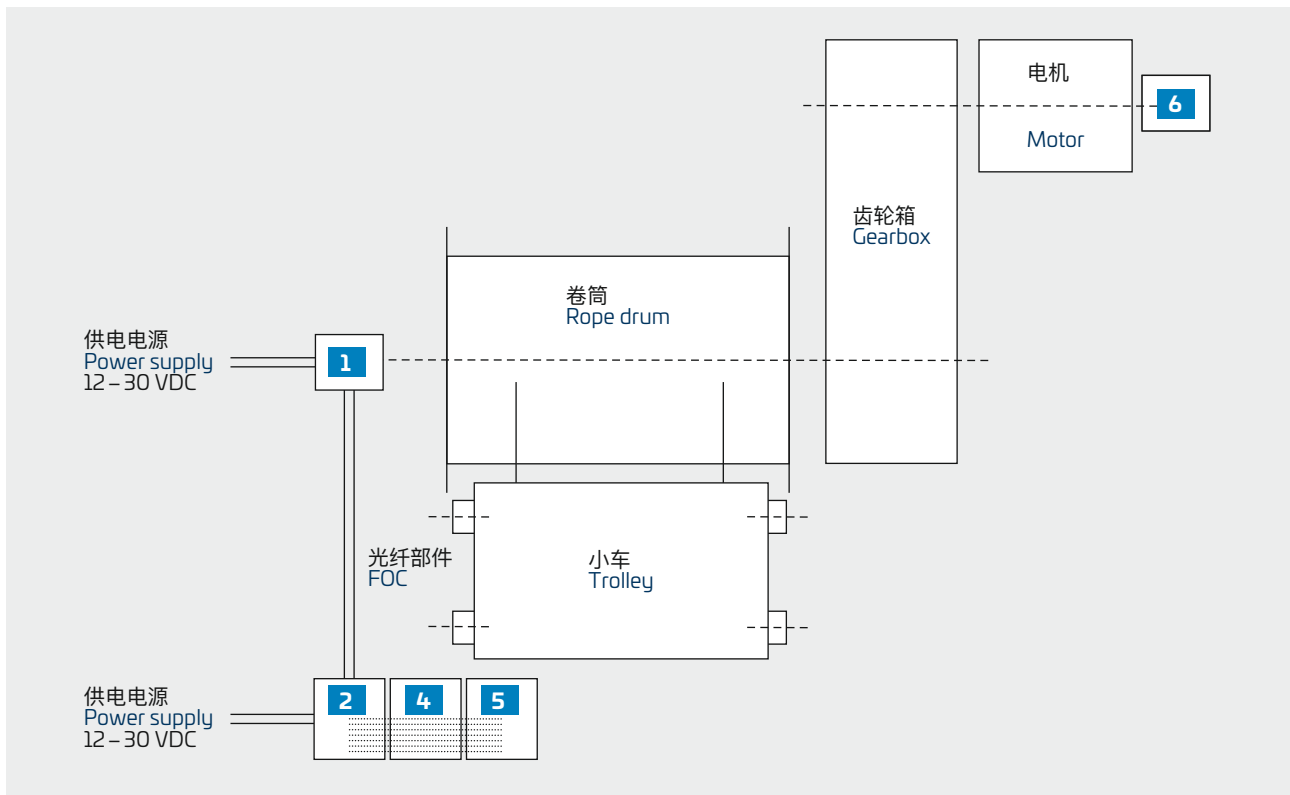 电机
6
Motor
齿轮箱
Gearbox
卷筒
Rope drum
供电电源
Power supply
12–30 VDC
1
光纤部件
FOC
小车
Trolley
供电电源
Power supply
12–30 VDC
2
4
5